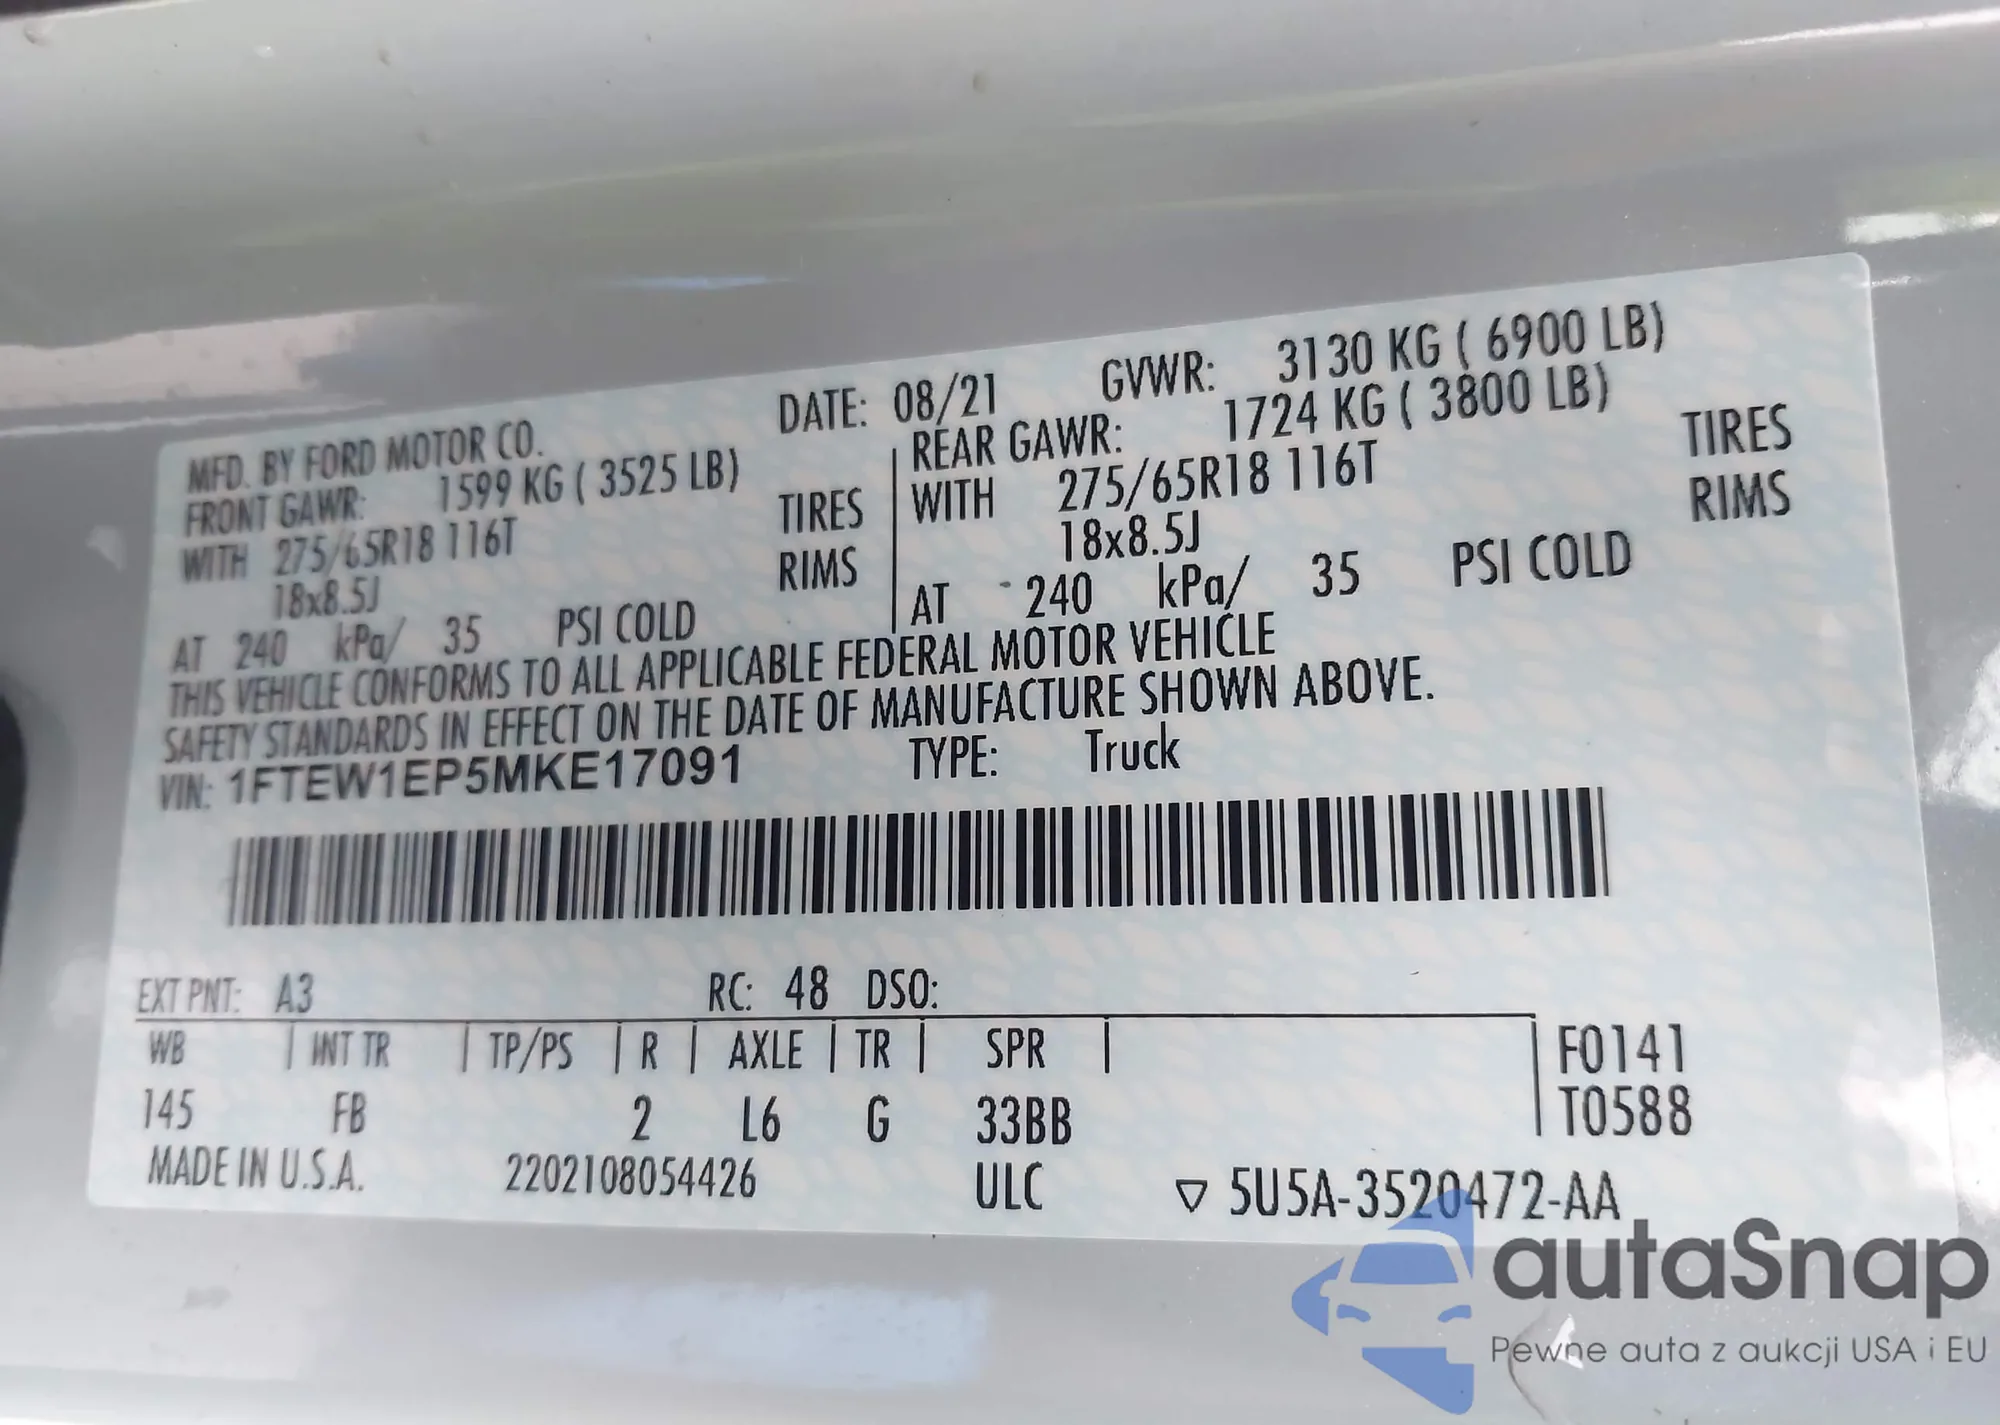 MFD. BY FORD MOTOR CO. DATE: 08/21 GVWR: 3130 KG ( 6900 LB)
FRONT GAWR: 1599 KG ( 3525 LB) REAR GAWR: 1724 KG ( 3800 LB)
WITH 275/65R18 116T TIRES WITH 275/65R18 116T TIRES
18x8.5J RIMS 18x8.5J RIMS
AT 240 kPa/ 35 PSI COLD AT 240 kPa/ 35 PSI COLD
THIS VEHICLE CONFORMS TO ALL APPLICABLE FEDERAL MOTOR VEHICLE
SAFETY STANDARDS IN EFFECT ON THE DATE OF MANUFACTURE SHOWN ABOVE.
VIN: 1FTEW1EP5MKE17091 TYPE: Truck
EXT PNT: A3 RC: 48 DSO:
WB | INT TR | TP/PS | R | AXLE | TR | SPR | F0141
145 FB 2 L6 G 33BB T0588
MADE IN U.S.A. 2202108054426 ULC ▽ 5U5A-3520472-AA
autaSnap
Pewne auta z aukcji USA i EU